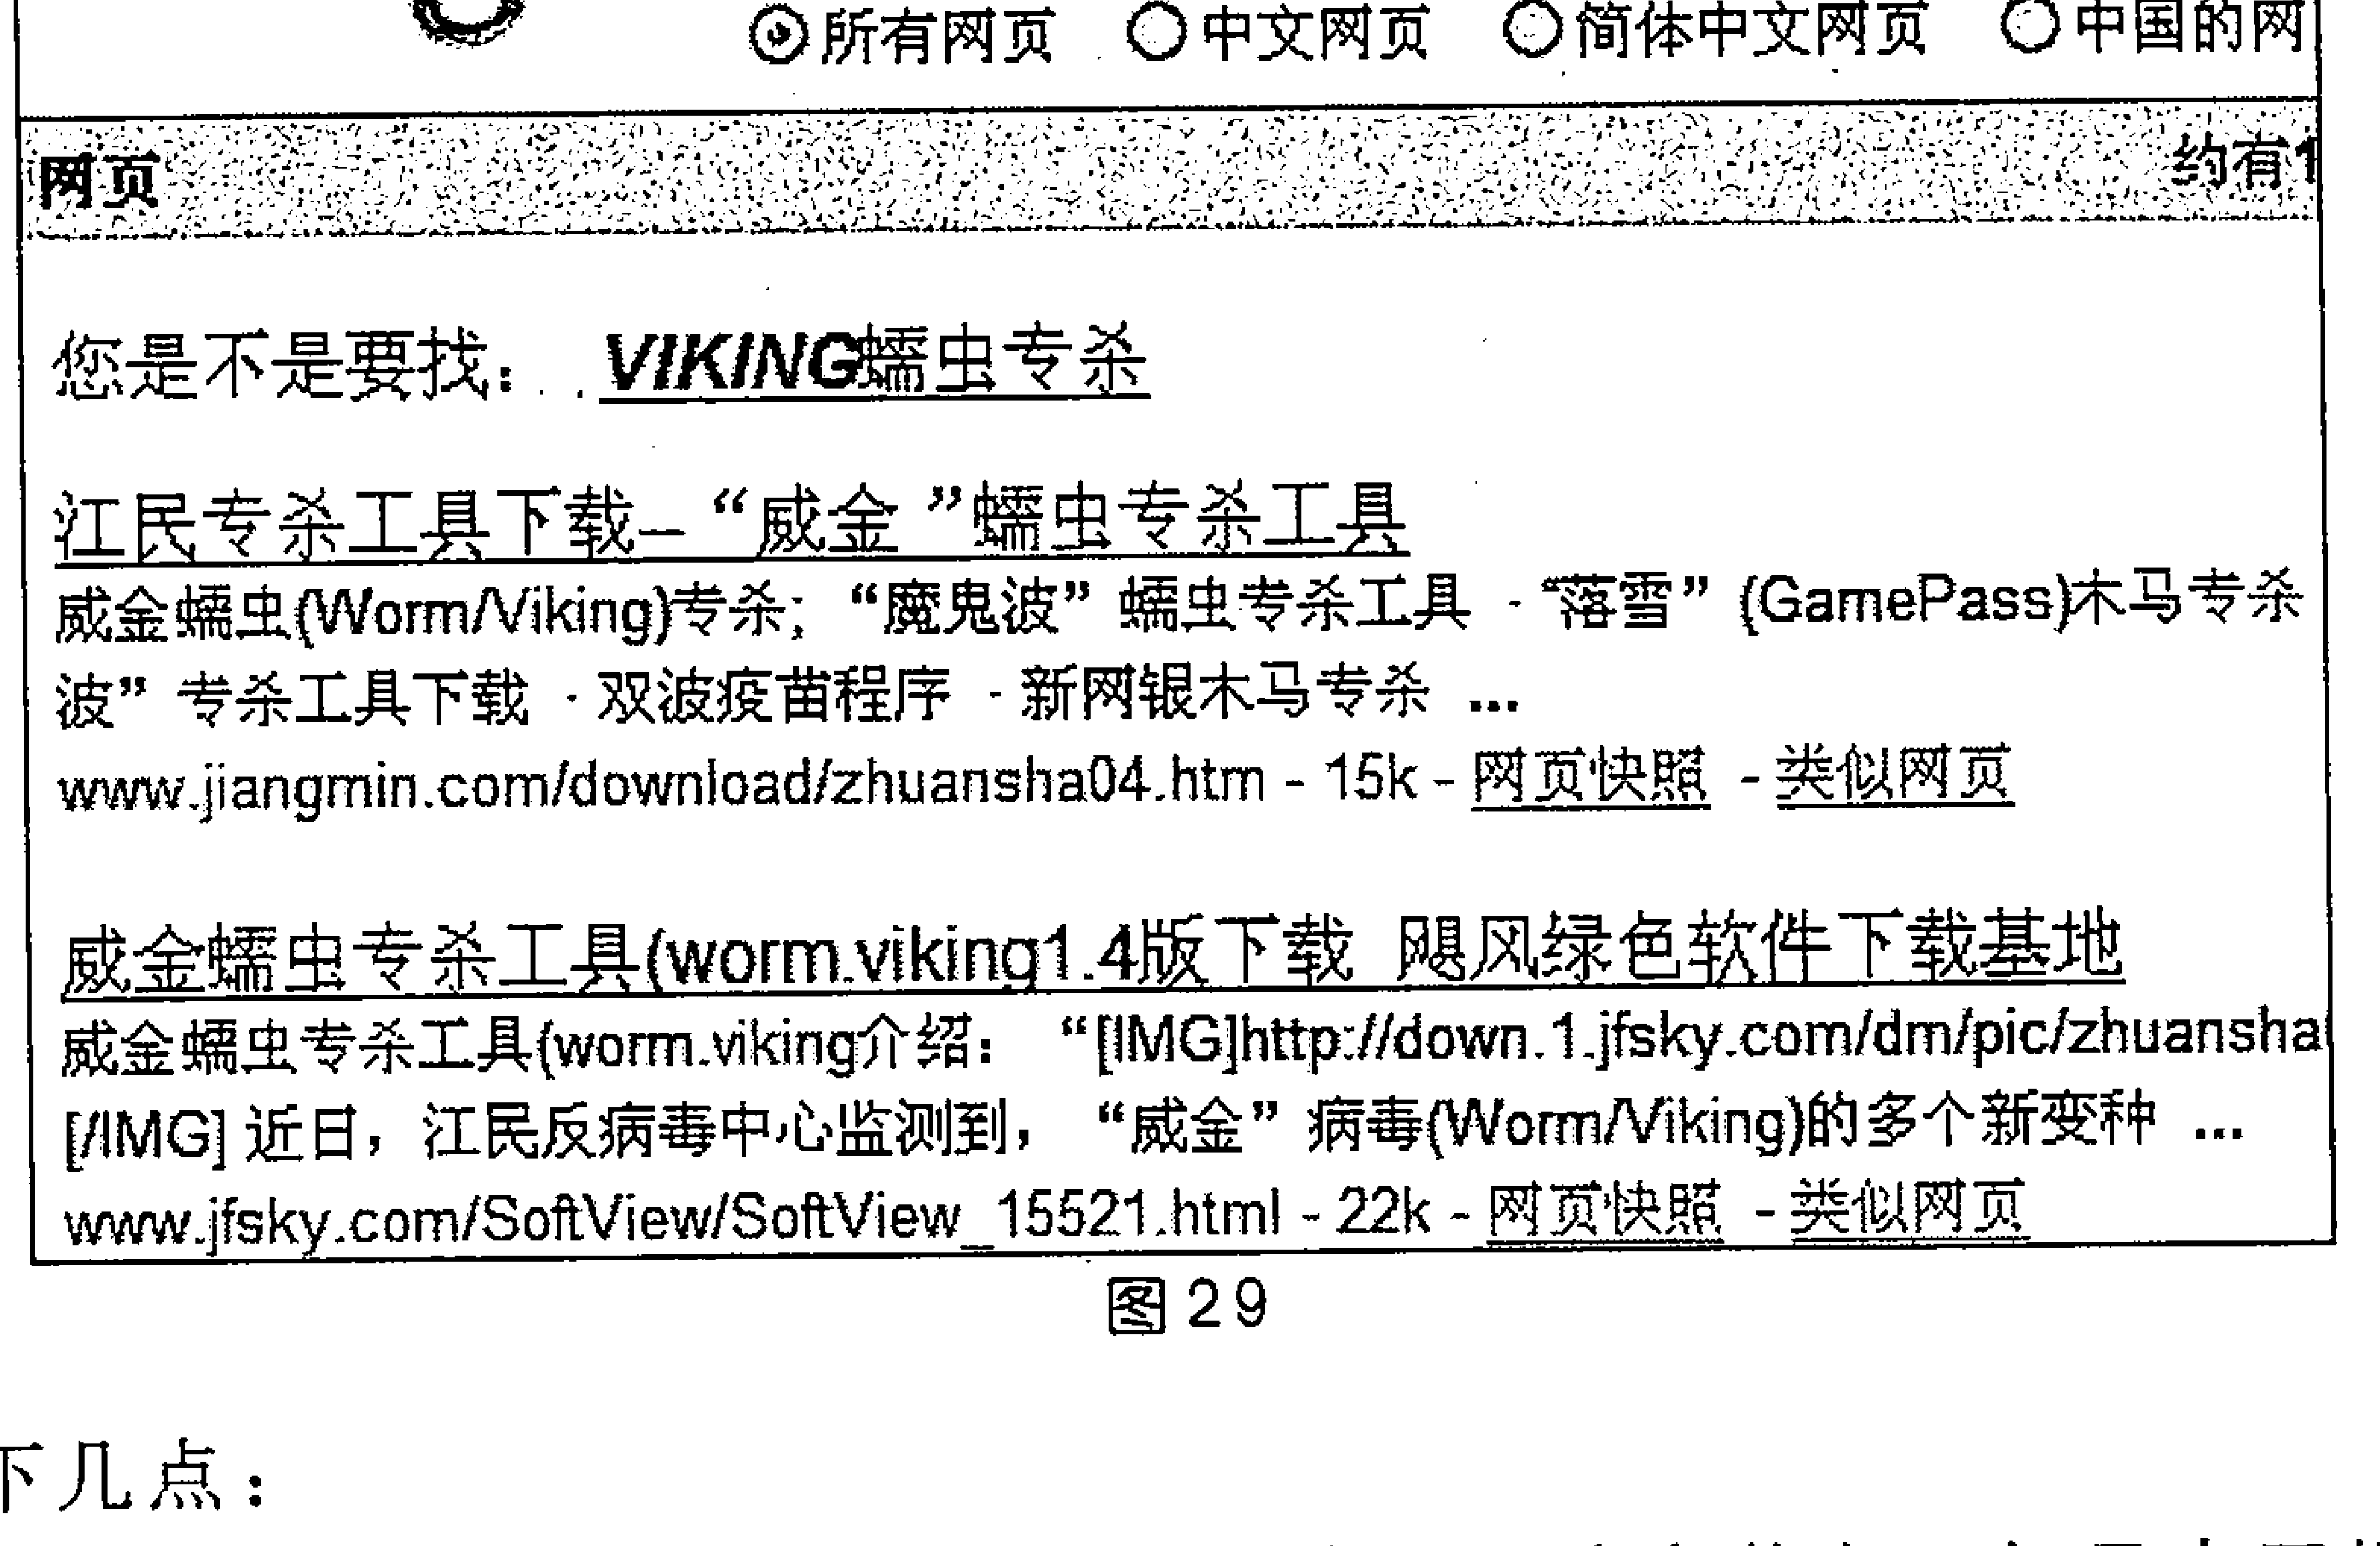 所有网页 中文网页 简体中文网页 中国的网
网页 约有1
您是不是要找: VIKING蠕虫专杀
江民专杀工具下载– “威金 ”蠕虫专杀工具
威金蠕虫(Worm/Viking)专杀; “魔鬼波” 蠕虫专杀工具 · “落雪” (GamePass)木马专杀
波” 专杀工具下载 · 双波疫苗程序 · 新网银木马专杀 ...
www.jiangmin.com/download/zhuansha04.htm - 15k - 网页快照 - 类似网页
威金蠕虫专杀工具(worm.viking1.4版下载 飓风绿色软件下载基地
威金蠕虫专杀工具(worm.viking介绍: “[IMG]http://down.1.jfsky.com/dm/pic/zhuansha
[/IMG] 近日, 江民反病毒中心监测到, “威金” 病毒(Worm/Viking)的多个新变种 ...
www.jfsky.com/SoftView/SoftView_15521.html - 22k - 网页快照 - 类似网页
图29
下几点: